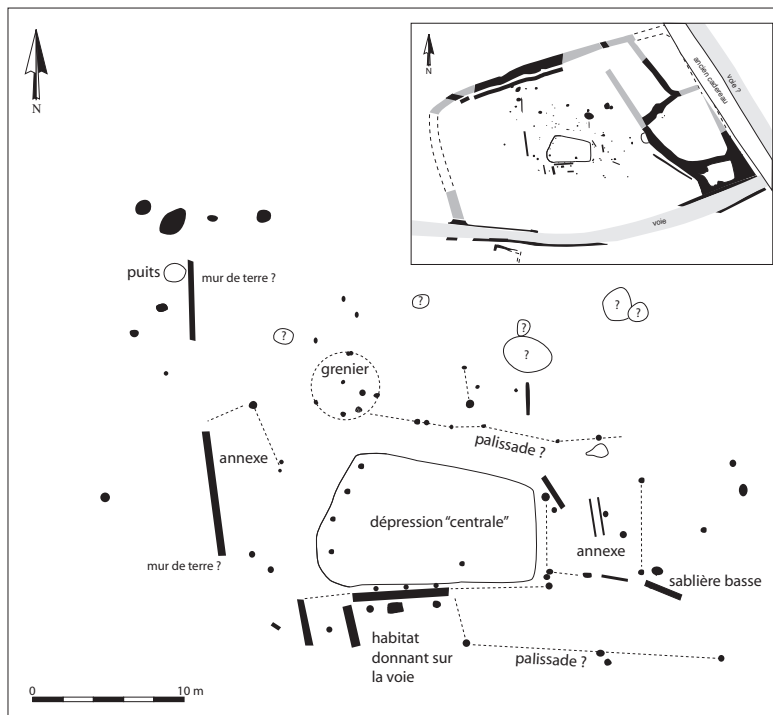 N
N
ancien cadereau
voie ?
voie
puits
mur de terre ?
?
?
?
?
?
?
grenier
palissade ?
annexe
dépression “centrale”
annexe
mur de terre ?
sablière basse
habitat
donnant sur
la voie
palissade ?
0
10 m